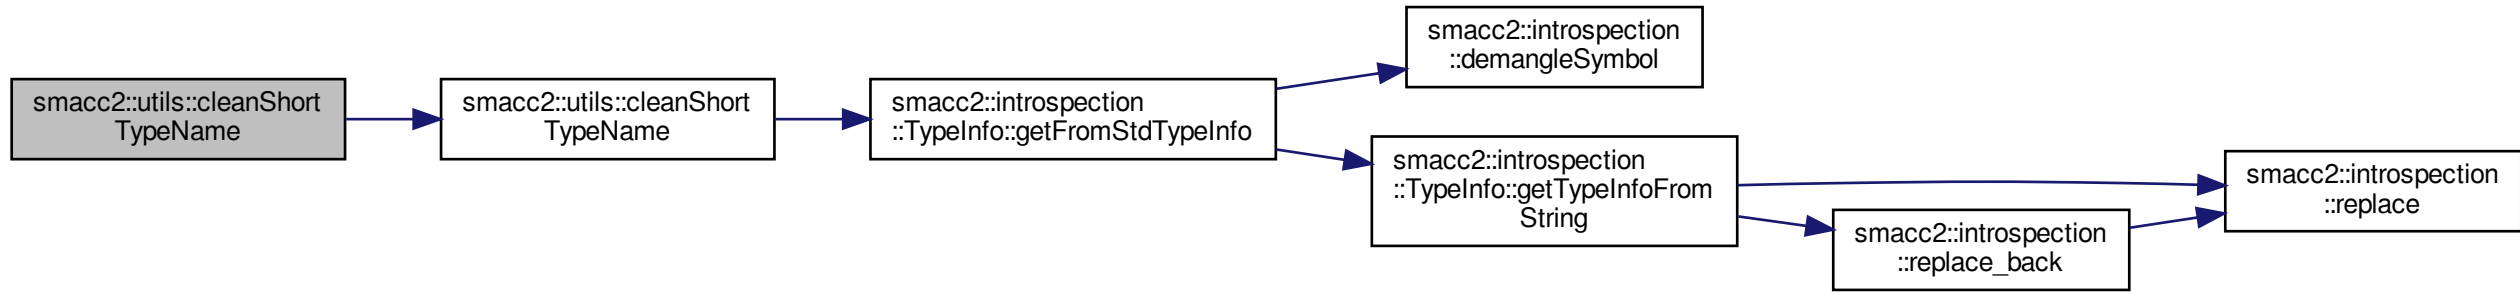 smacc2::utils::cleanShort
TypeName
smacc2::utils::cleanShort
TypeName
smacc2::introspection
::TypeInfo::getFromStdTypeInfo
smacc2::introspection
::demangleSymbol
smacc2::introspection
::TypeInfo::getTypeInfoFrom
String
smacc2::introspection
::replace_back
smacc2::introspection
::replace